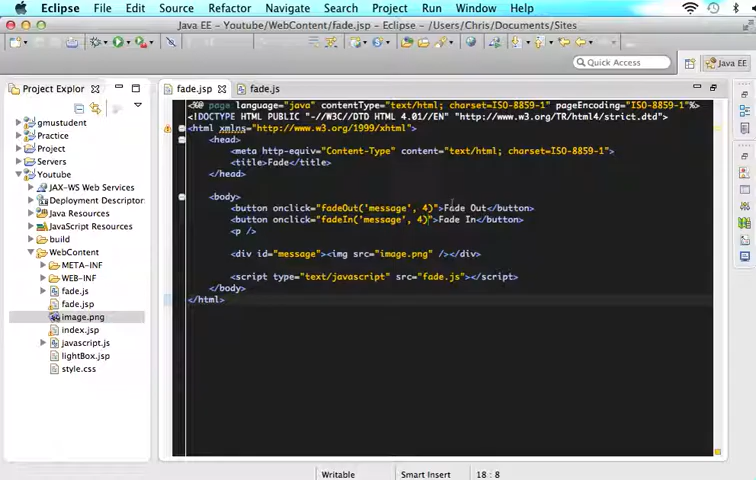 Eclipse File Edit Source Refactor Navigate Search Project Run Window Help
Java EE - Youtube/WebContent/fade.jsp - Eclipse - /Users/Chris/Documents/Sites
Quick Access
Java EE
Project Explor
fade.jsp
fade.js
gmustudent
Practice
Project
Servers
Youtube
JAX-WS Web Services
Deployment Descriptor
Java Resources
JavaScript Resources
build
WebContent
META-INF
WEB-INF
fade.js
fade.jsp
image.png
index.jsp
javascript.js
lightBox.jsp
style.css
<%@ page language="java" contentType="text/html; charset=ISO-8859-1" pageEncoding="ISO-8859-1"%>
<!DOCTYPE HTML PUBLIC "-//W3C//DTD HTML 4.01//EN" "http://www.w3.org/TR/html4/strict.dtd">
<html xmlns="http://www.w3.org/1999/xhtml">
<head>
<meta http-equiv="Content-Type" content="text/html; charset=ISO-8859-1">
<title>Fade</title>
</head>
<body>
<button onclick="fadeOut('message', 4)">Fade Out</button>
<button onclick="fadeIn('message', 4)">Fade In</button>
<p />
<div id="message"><img src="image.png" /></div>
<script type="text/javascript" src="fade.js"></script>
</body>
</html>
Writable
Smart Insert
18 : 8